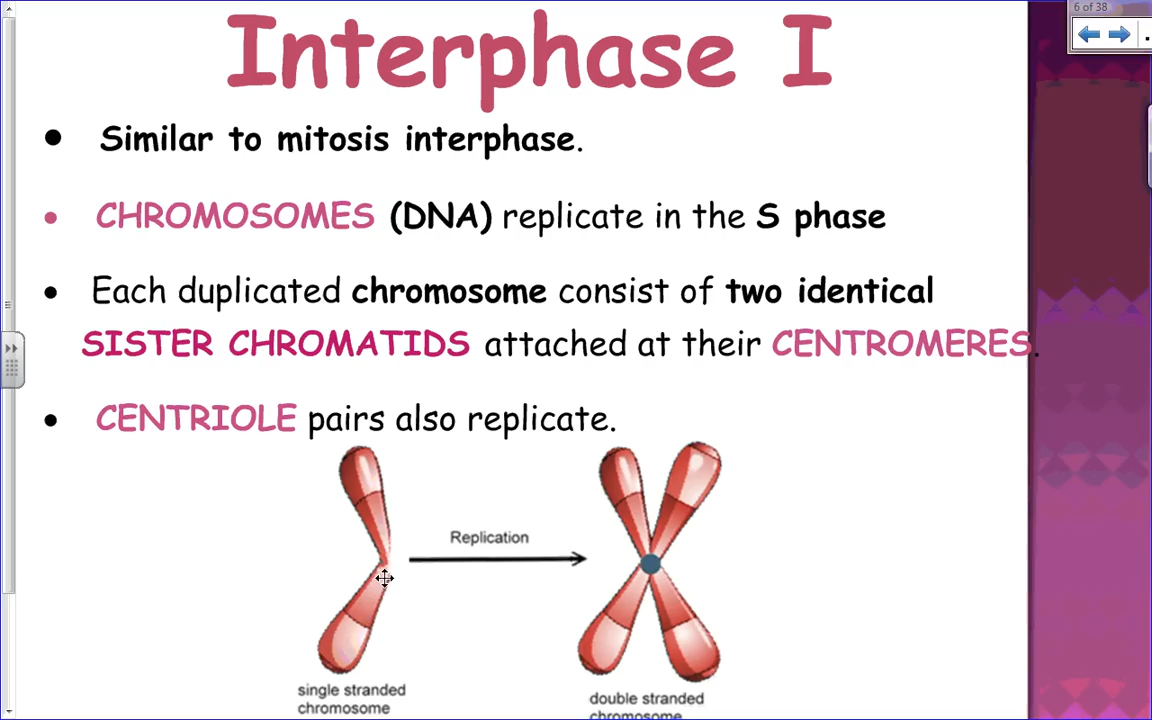 6 of 38
Interphase I
• Similar to mitosis interphase.
• CHROMOSOMES (DNA) replicate in the S phase
• Each duplicated chromosome consist of two identical
SISTER CHROMATIDS attached at their CENTROMERES.
• CENTRIOLE pairs also replicate.
Replication
single stranded
chromosome
double stranded
chromosome